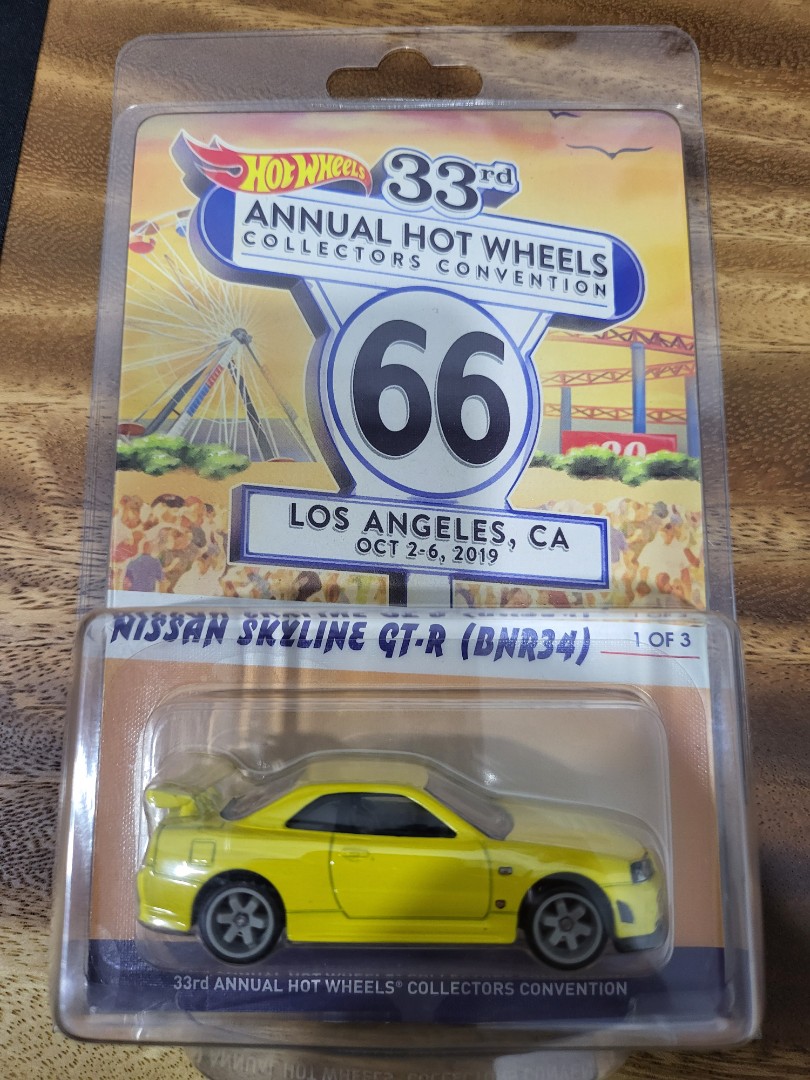 Hot Wheels
33rd
ANNUAL HOT WHEELS
COLLECTORS CONVENTION
66
LOS ANGELES, CA
OCT 2-6, 2019
NISSAN SKYLINE GT-R (BNR34)
1 OF 3
33rd ANNUAL HOT WHEELS® COLLECTORS CONVENTION